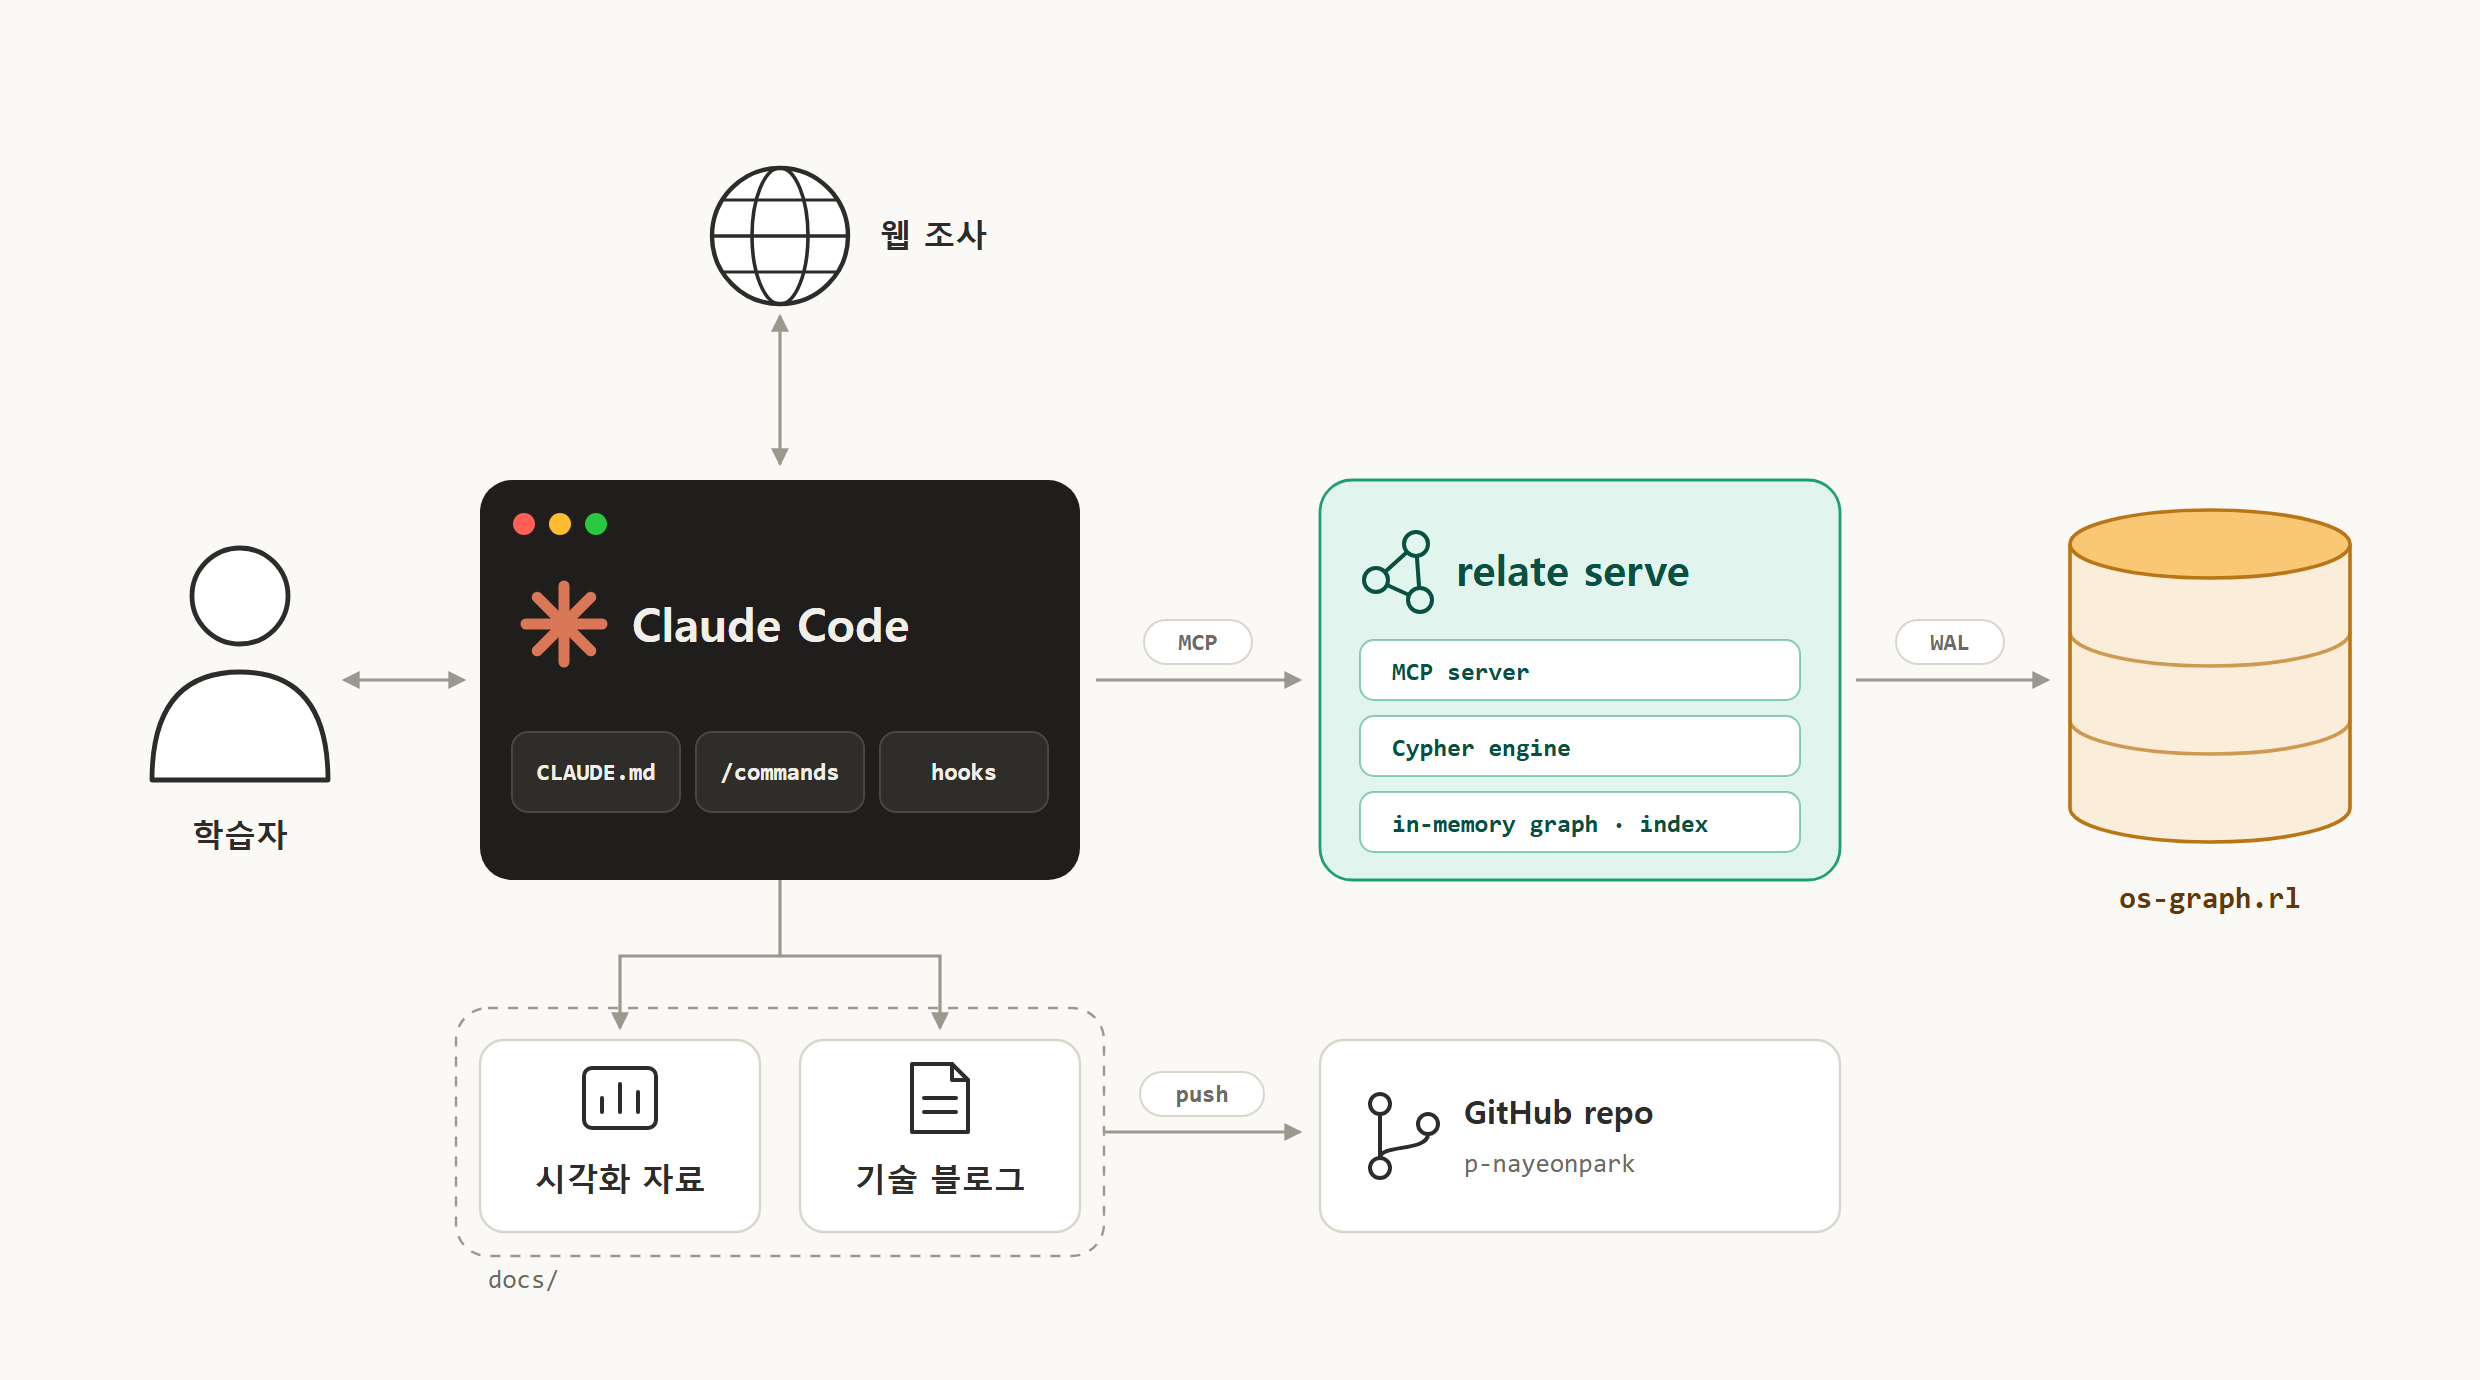 웹 조사
Claude Code
CLAUDE.md
/commands
hooks
학습자
MCP
relate serve
MCP server
Cypher engine
in-memory graph · index
WAL
os-graph.rl
시각화 자료
기술 블로그
docs/
push
GitHub repo
p-nayeonpark